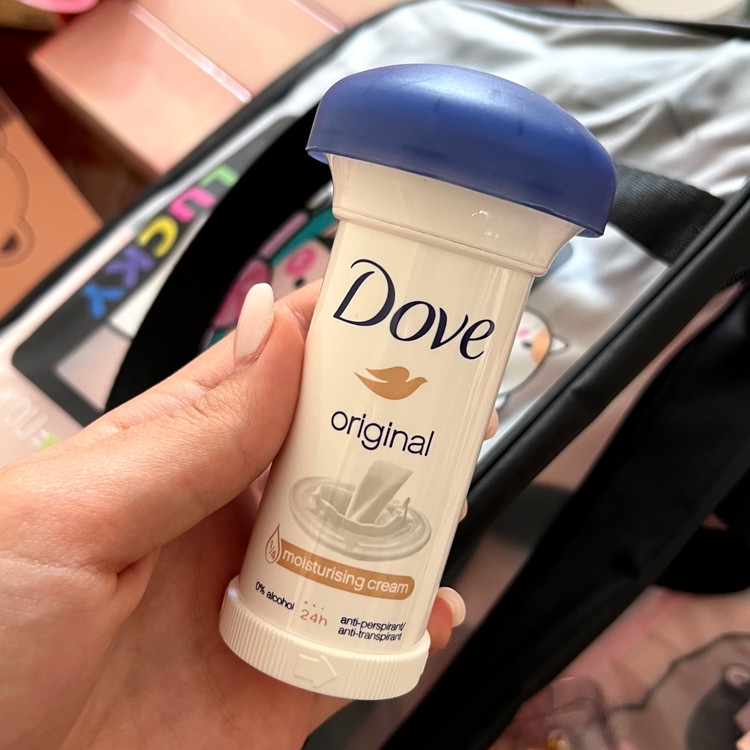 LUCKY
Dove
original
1/4 moisturising cream
0% alcohol
24h
anti-perspirant/
anti-transpirant